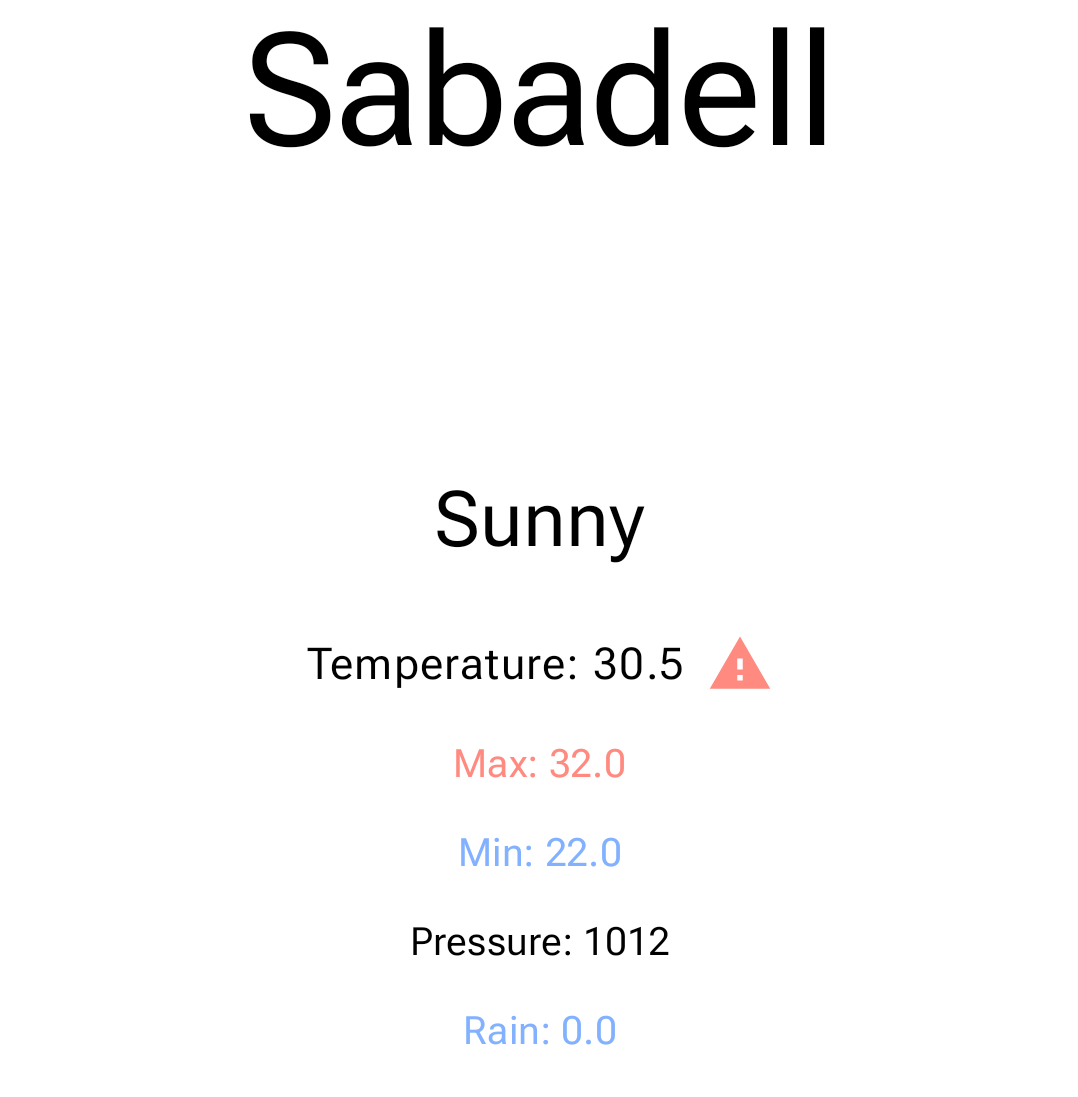 Sabadell
Sunny
Temperature: 30.5
Max: 32.0
Min: 22.0
Pressure: 1012
Rain: 0.0